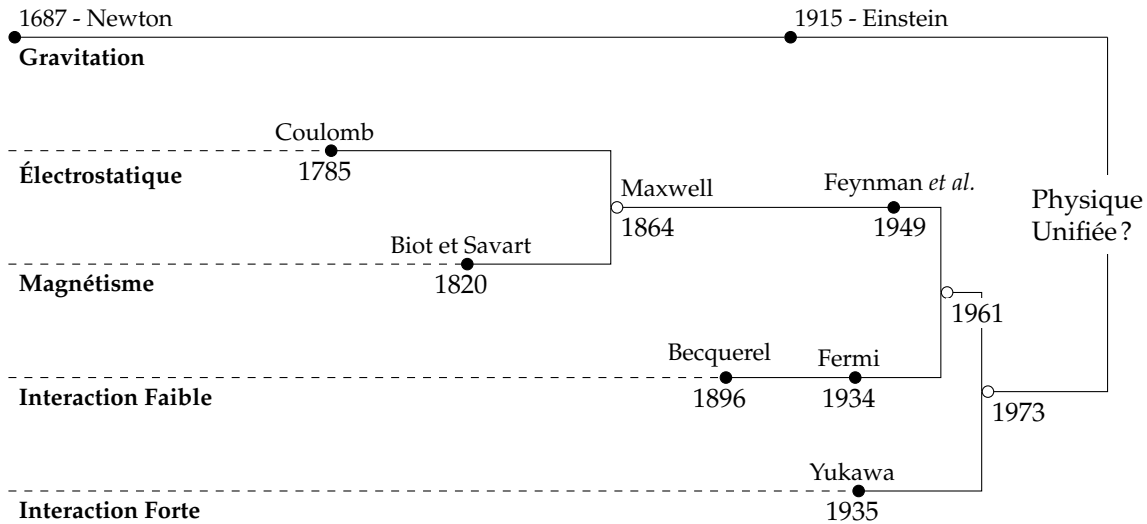 1687 - Newton
1915 - Einstein
Gravitation
Coulomb
1785
Électrostatique
Maxwell
1864
Feynman et al.
1949
Physique
Unifiée ?
Biot et Savart
1820
Magnétisme
1961
Becquerel
1896
Fermi
1934
Interaction Faible
1973
Yukawa
1935
Interaction Forte